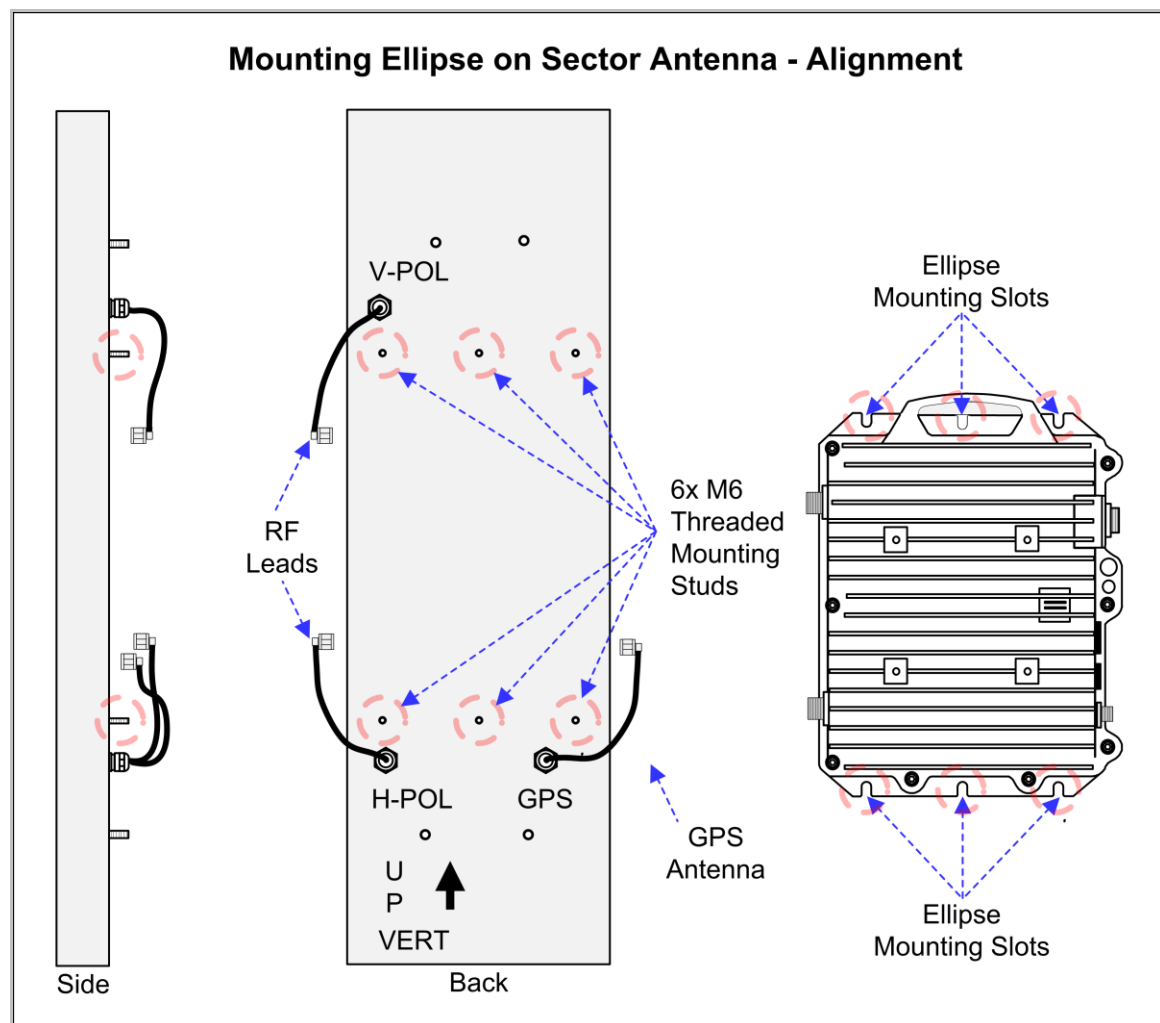 Mounting Ellipse on Sector Antenna - Alignment
V-POL
Ellipse
Mounting Slots
RF
Leads
6x M6
Threaded
Mounting
Studs
H-POL
GPS
GPS
Antenna
U
P
VERT
Ellipse
Mounting Slots
Side
Back